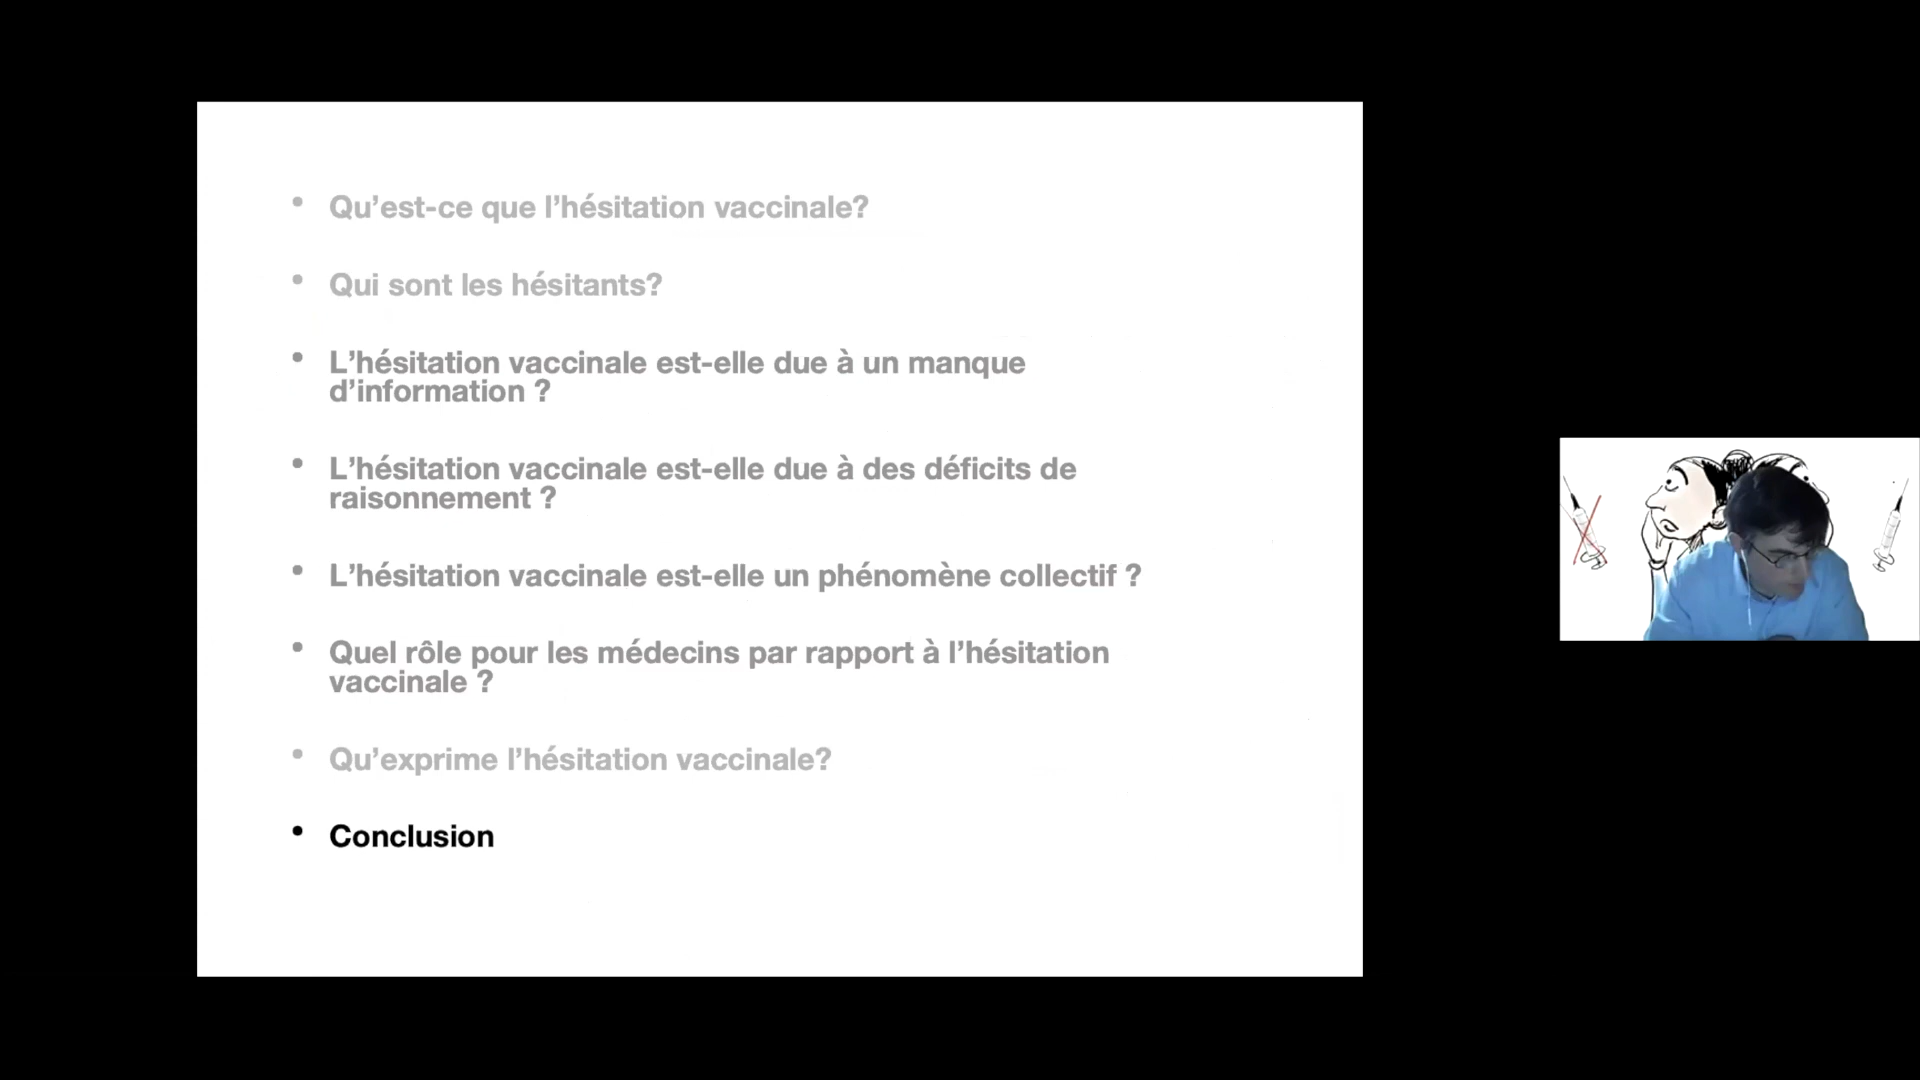 • Qu’est-ce que l’hésitation vaccinale?
• Qui sont les hésitants?
• L’hésitation vaccinale est-elle due à un manque
d’information ?
• L’hésitation vaccinale est-elle due à des déficits de
raisonnement ?
• L’hésitation vaccinale est-elle un phénomène collectif ?
• Quel rôle pour les médecins par rapport à l’hésitation
vaccinale ?
• Qu’exprime l’hésitation vaccinale?
• Conclusion